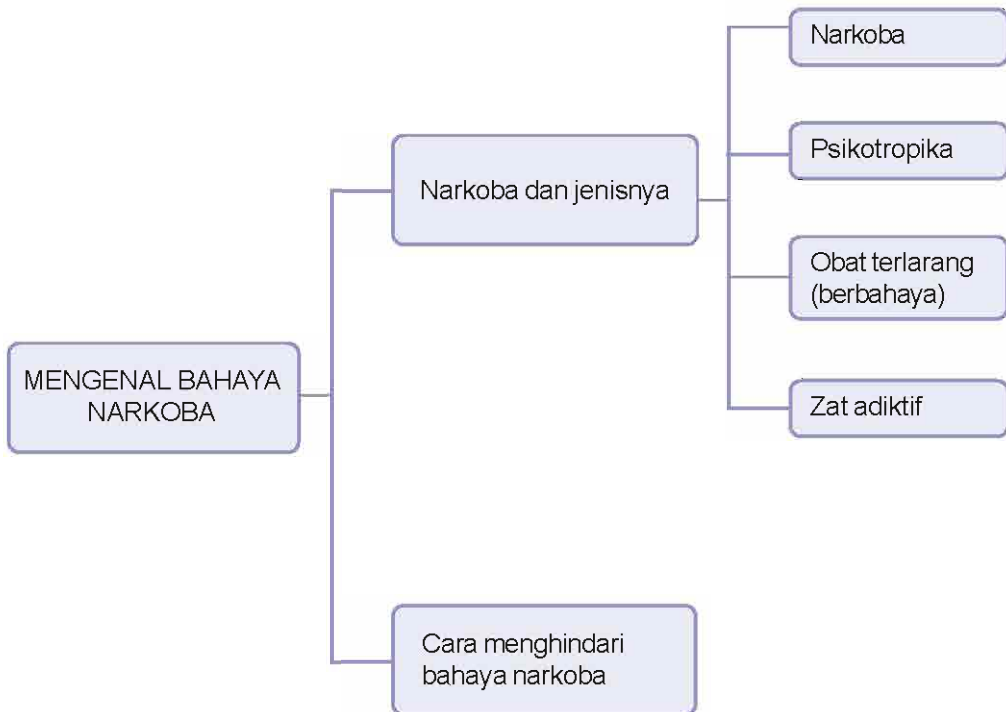 MENGENAL BAHAYA
NARKOBA
Narkoba dan jenisnya
Narkoba
Psikotropika
Obat terlarang
(berbahaya)
Zat adiktif
Cara menghindari
bahaya narkoba